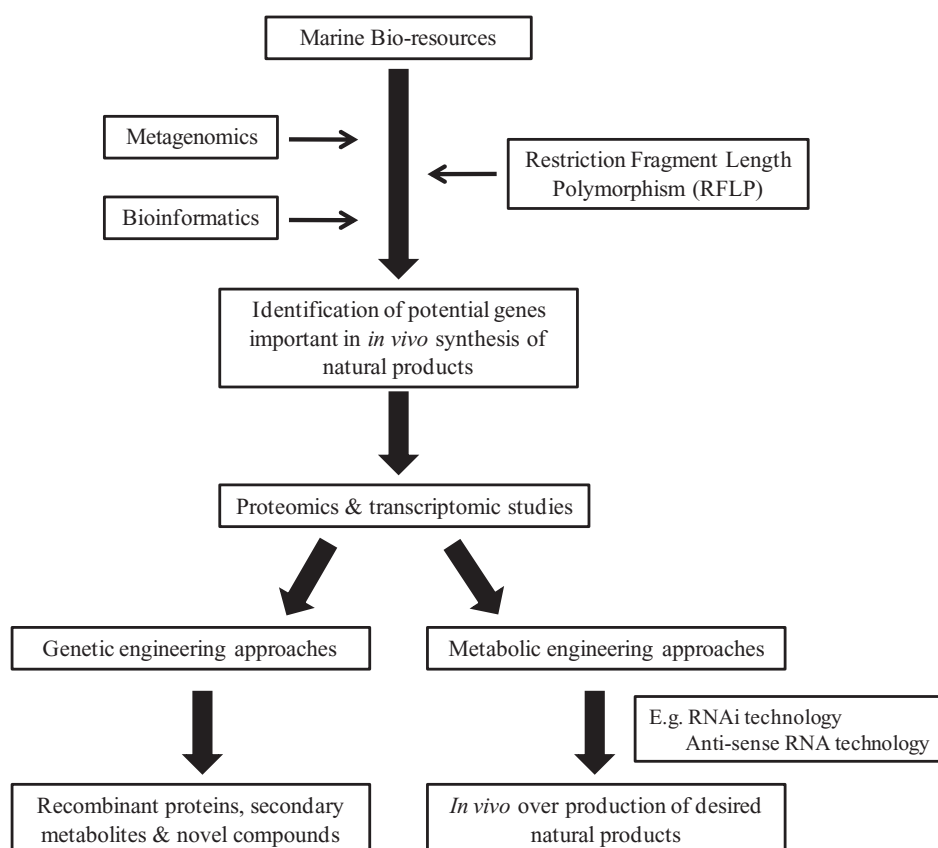 Marine Bio-resources
Metagenomics
Restriction Fragment Length
Polymorphism (RFLP)
Bioinformatics
Identification of potential genes
important in in vivo synthesis of
natural products
Proteomics & transcriptomic studies
Genetic engineering approaches
Metabolic engineering approaches
E.g. RNAi technology
Anti-sense RNA technology
Recombinant proteins, secondary
metabolites & novel compounds
In vivo over production of desired
natural products